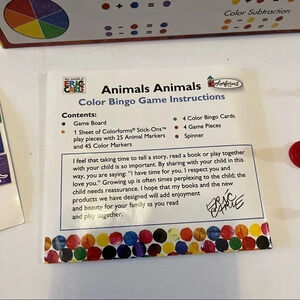 Color Subtraction
the world of
ERIC CARLE
Animals Animals
Colorforms
Color Bingo Game Instructions
Contents:
Game Board
1 Sheet of Colorforms® Stick-Ons™
play pieces with 25 Animal Markers
and 45 Color Markers
4 Color Bingo Cards
4 Game Pieces
Spinner
I feel that taking time to tell a story, read a book or play together
with your child is so important. By sharing with your child in this
way, you are saying: "I have time for you. I respect you and
love you." Growing up is often times perplexing to the child; the
child needs reassurance. I hope that my books and the new
products we have designed will add enjoyment
and beauty for your family as you read
and play together.
ERIC
CARLE